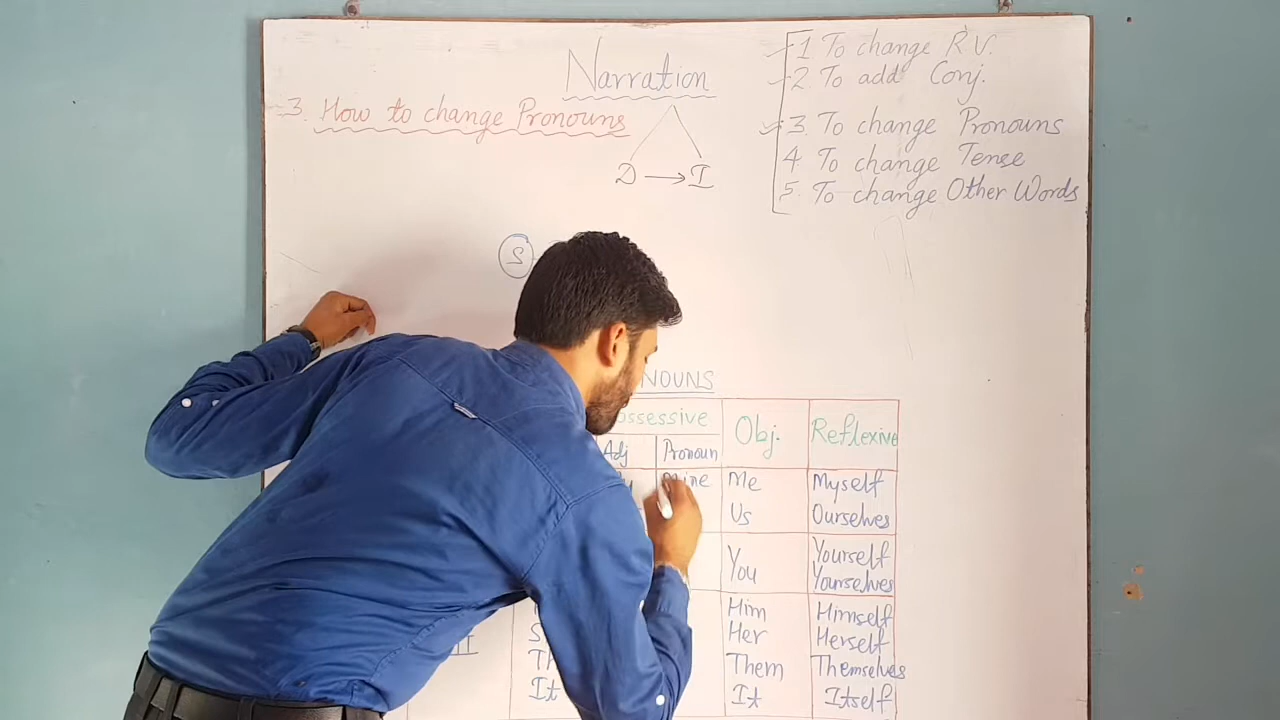 Narration
3. How to change Pronouns
D → I
1 To change R.V.
2. To add Conj.
3. To change Pronouns
4 To change Tense
5. To change Other Words
S
Obj. Reflexive
Adj Pronoun
Mine Me Myself
Us Ourselves
You Yourself
Yourselves
Him Himself
Her Herself
Them Themselves
It It Itself